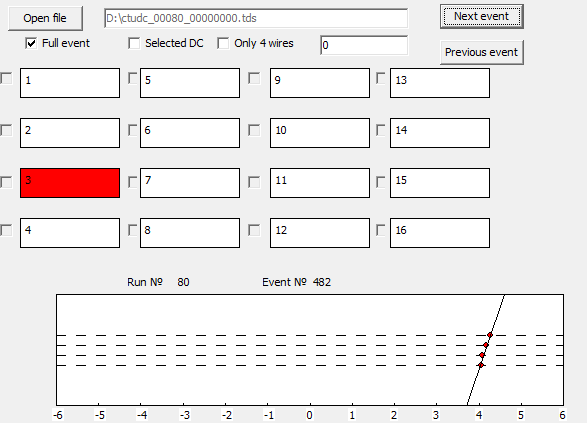 Open file D:\ctudc_00080_00000000.tds Next event
Full event Selected DC Only 4 wires 0
Previous event
1 5 9 13
2 6 10 14
3 7 11 15
4 8 12 16
Run № 80 Event № 482
-6 -5 -4 -3 -2 -1 0 1 2 3 4 5 6